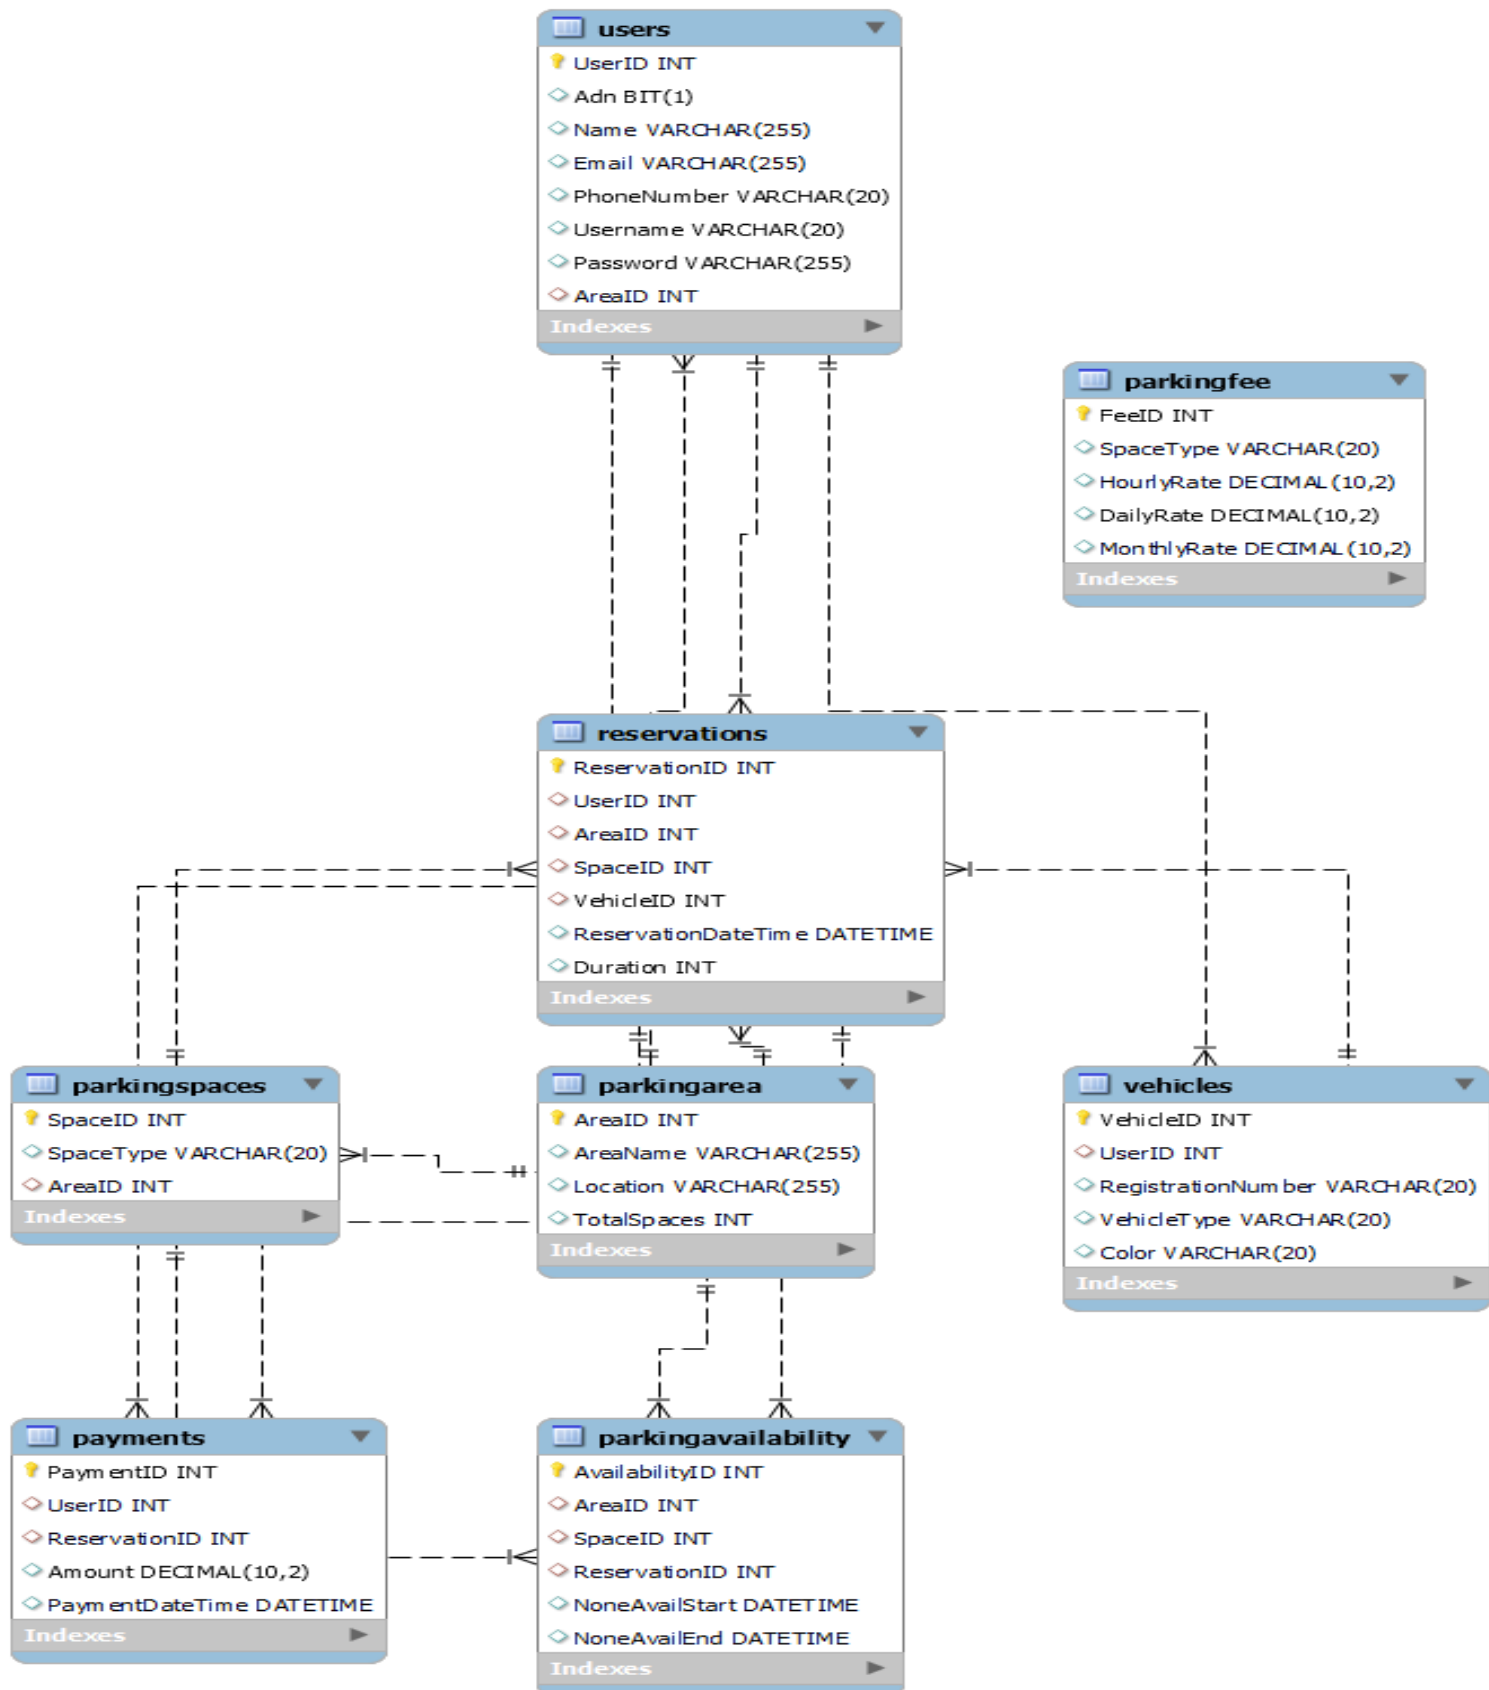 users
UserID INT
Adn BIT(1)
Name VARCHAR(255)
Email VARCHAR(255)
PhoneNumber VARCHAR(20)
Username VARCHAR(20)
Password VARCHAR(255)
AreaID INT
Indexes
parkingfee
FeeID INT
SpaceType VARCHAR(20)
HourlyRate DECIMAL(10,2)
DailyRate DECIMAL(10,2)
MonthlyRate DECIMAL(10,2)
Indexes
reservations
ReservationID INT
UserID INT
AreaID INT
SpaceID INT
VehicleID INT
ReservationDateTime DATETIME
Duration INT
Indexes
parkingspaces
SpaceID INT
SpaceType VARCHAR(20)
AreaID INT
Indexes
parkingarea
AreaID INT
AreaName VARCHAR(255)
Location VARCHAR(255)
TotalSpaces INT
Indexes
vehicles
VehicleID INT
UserID INT
RegistrationNumber VARCHAR(20)
VehicleType VARCHAR(20)
Color VARCHAR(20)
Indexes
payments
PaymentID INT
UserID INT
ReservationID INT
Amount DECIMAL(10,2)
PaymentDateTime DATETIME
Indexes
parkingavailability
AvailabilityID INT
AreaID INT
SpaceID INT
ReservationID INT
NoneAvailStart DATETIME
NoneAvailEnd DATETIME
Indexes